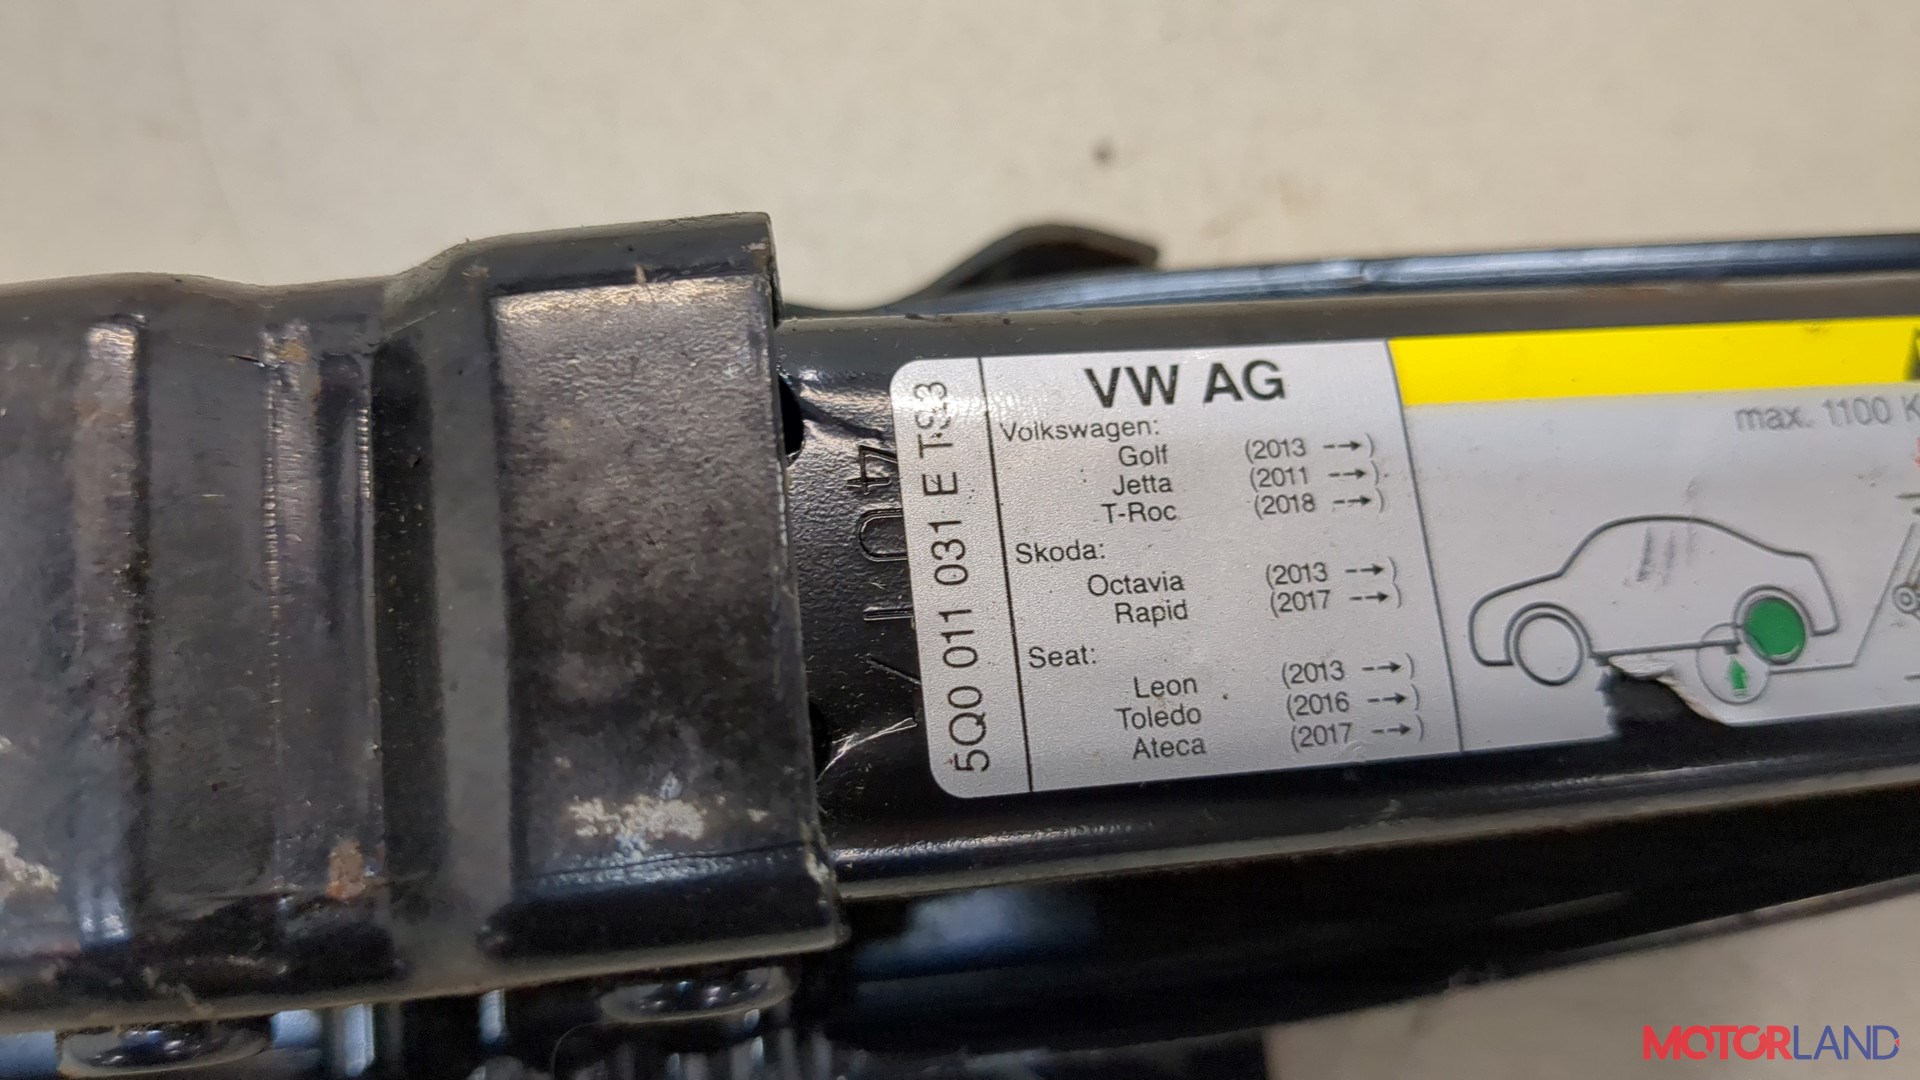 5Q0 011 031 E TS3
VW AG
Volkswagen:
Golf (2013 --→)
Jetta (2011 --→)
T-Roc (2018 --→)
Skoda:
Octavia (2013 --→)
Rapid (2017 --→)
Seat:
Leon (2013 --→)
Toledo (2016 --→)
Ateca (2017 --→)
max. 1100 K
MOTORLAND